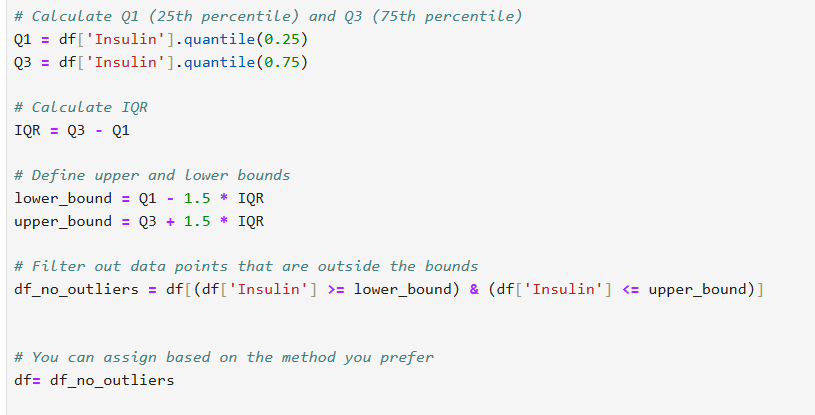 # Calculate Q1 (25th percentile) and Q3 (75th percentile)
Q1 = df['Insulin'].quantile(0.25)
Q3 = df['Insulin'].quantile(0.75)
# Calculate IQR
IQR = Q3 - Q1
# Define upper and lower bounds
lower_bound = Q1 - 1.5 * IQR
upper_bound = Q3 + 1.5 * IQR
# Filter out data points that are outside the bounds
df_no_outliers = df[(df['Insulin'] >= lower_bound) & (df['Insulin'] <= upper_bound)]
# You can assign based on the method you prefer
df= df_no_outliers